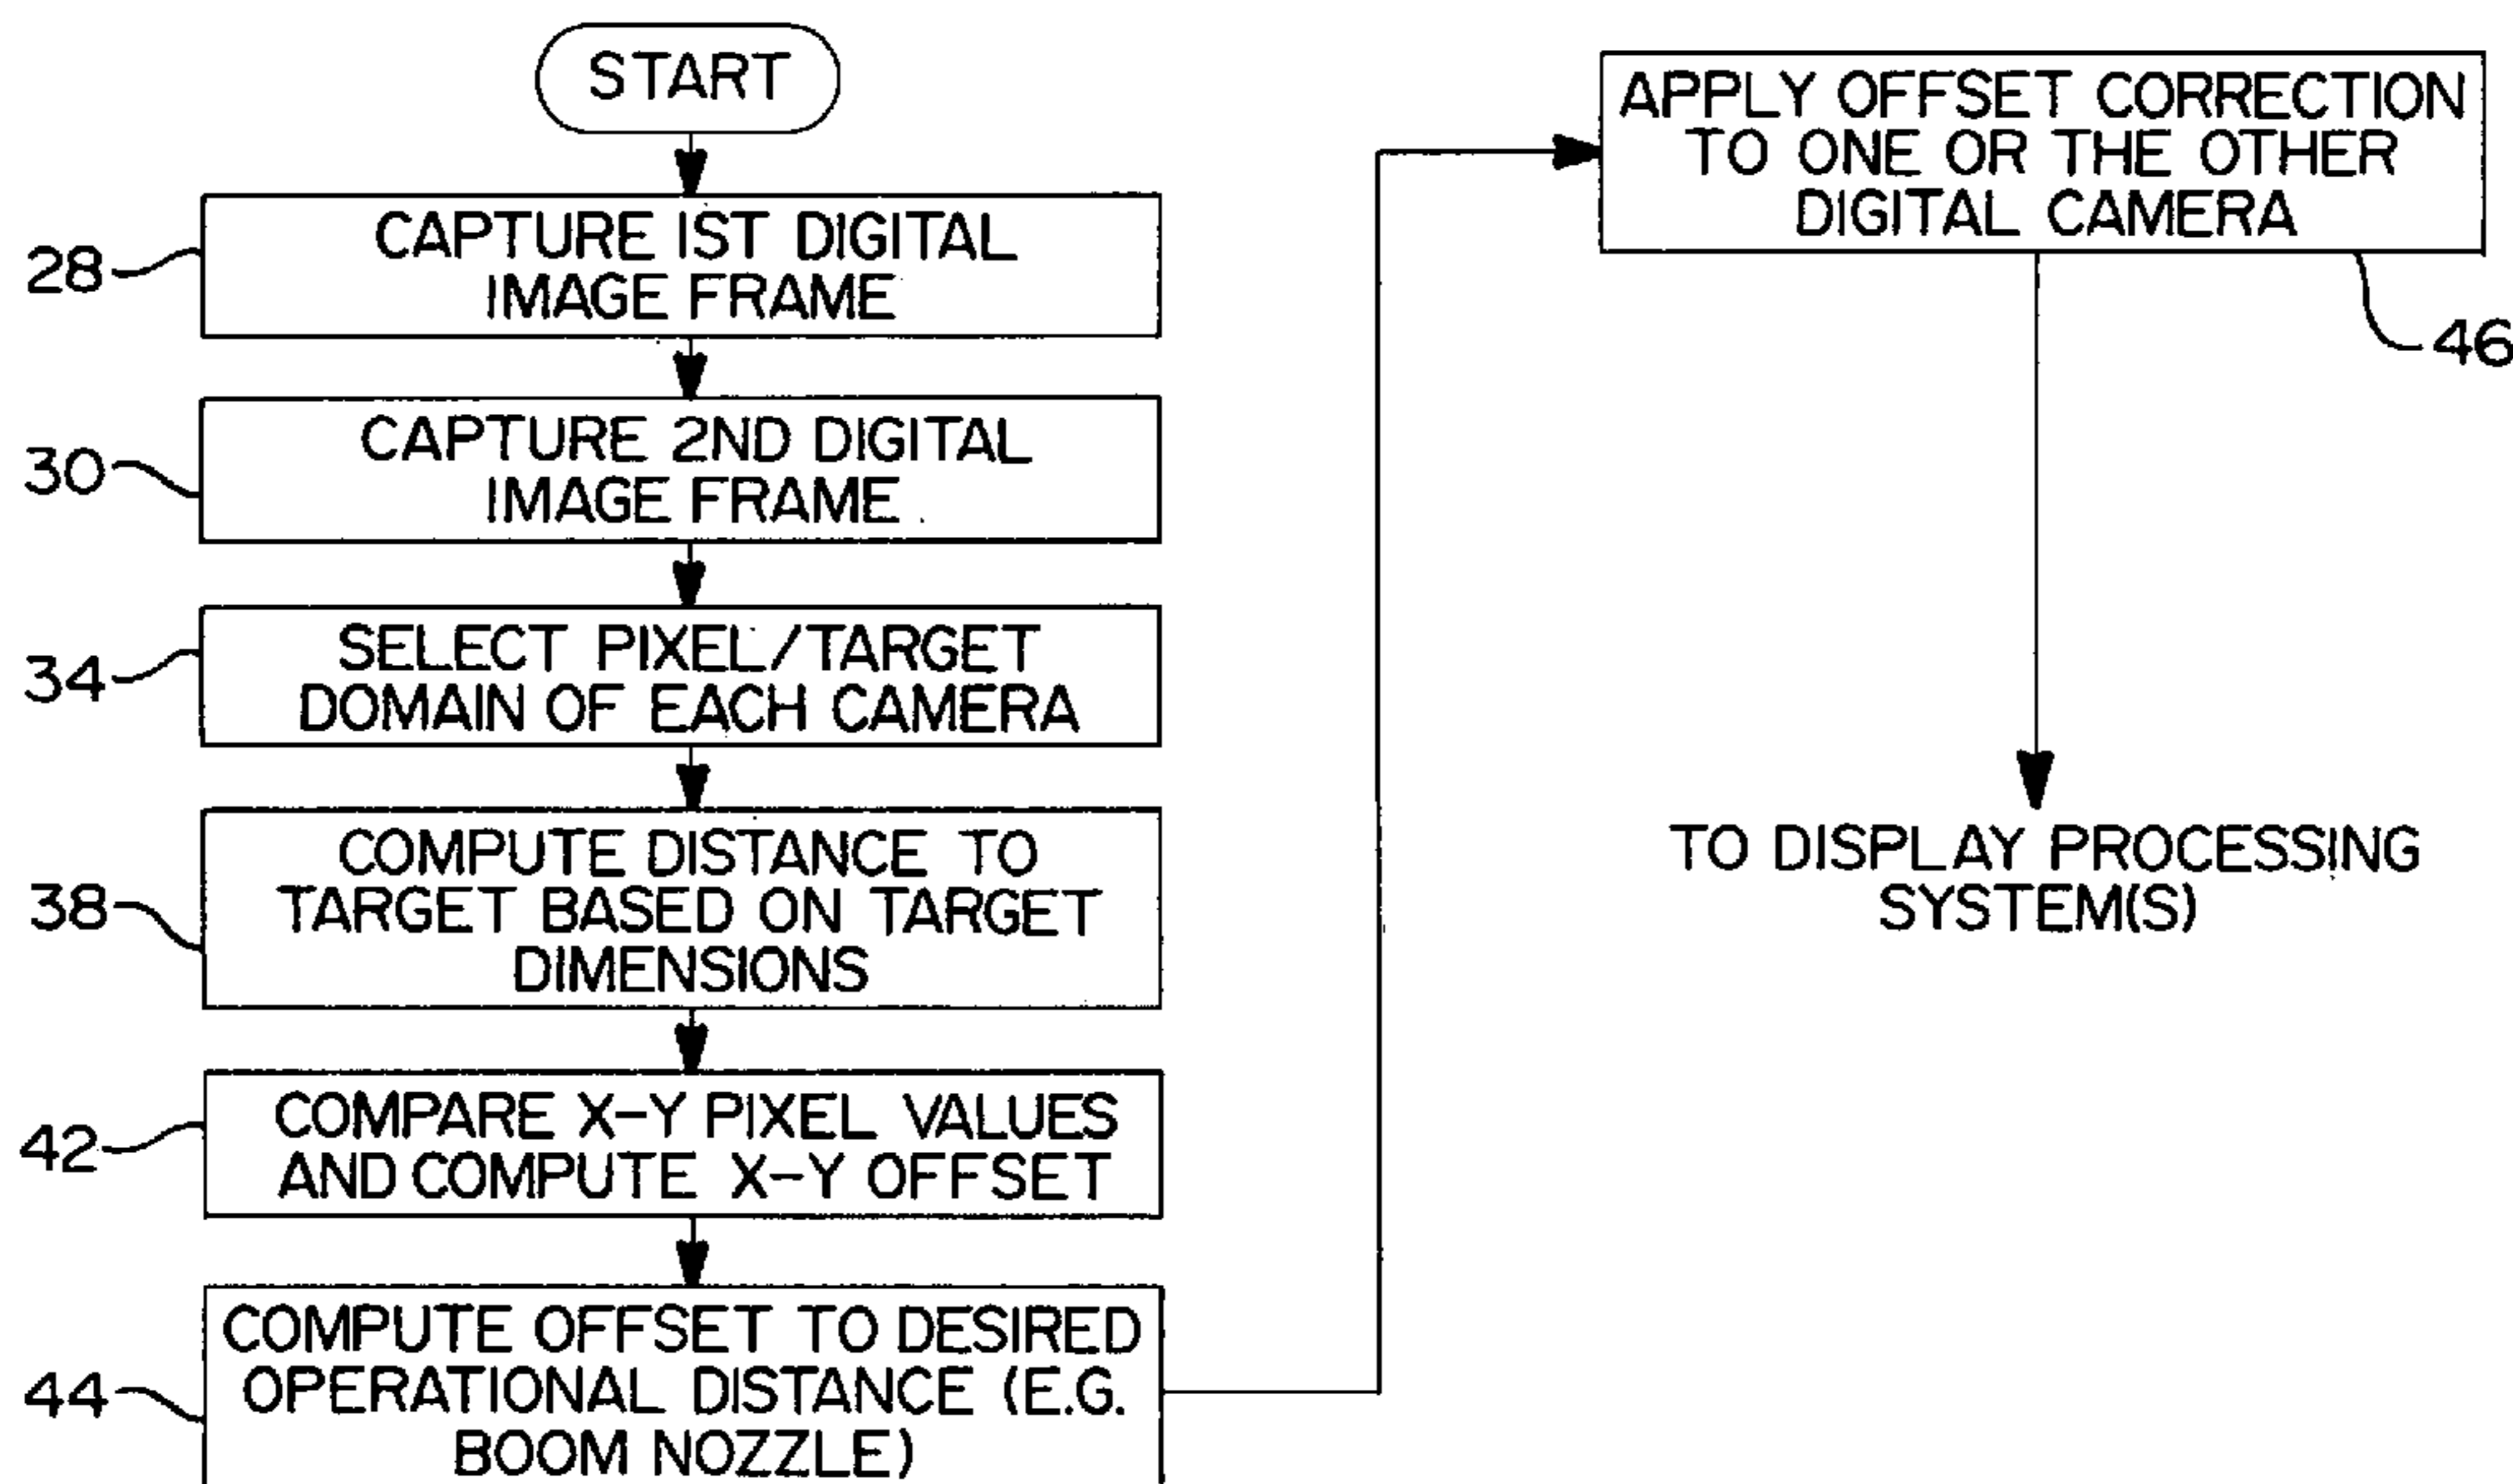 START
28
CAPTURE 1ST DIGITAL
IMAGE FRAME
30
CAPTURE 2ND DIGITAL
IMAGE FRAME
34
SELECT PIXEL/TARGET
DOMAIN OF EACH CAMERA
38
COMPUTE DISTANCE TO
TARGET BASED ON TARGET
DIMENSIONS
42
COMPARE X-Y PIXEL VALUES
AND COMPUTE X-Y OFFSET
44
COMPUTE OFFSET TO DESIRED
OPERATIONAL DISTANCE (E.G.
BOOM NOZZLE)
APPLY OFFSET CORRECTION
TO ONE OR THE OTHER
DIGITAL CAMERA
46
TO DISPLAY PROCESSING
SYSTEM(S)